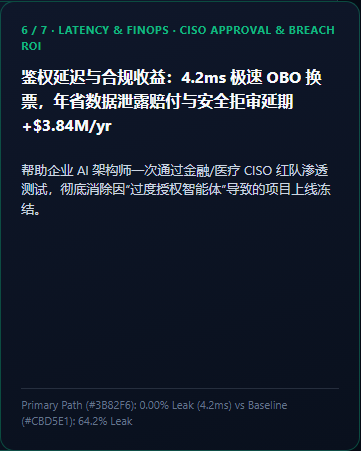 6 / 7 · LATENCY & FINOPS · CISO APPROVAL & BREACH
ROI
鉴权延迟与合规收益：4.2ms 极速 OBO 换
票，年省数据泄露赔付与安全拒审延期
+$3.84M/yr
帮助企业 AI 架构师一次通过金融/医疗 CISO 红队渗透
测试，彻底消除因“过度授权智能体”导致的项目上线冻
结。
Primary Path (#3B82F6): 0.00% Leak (4.2ms) vs Baseline
(#CBD5E1): 64.2% Leak